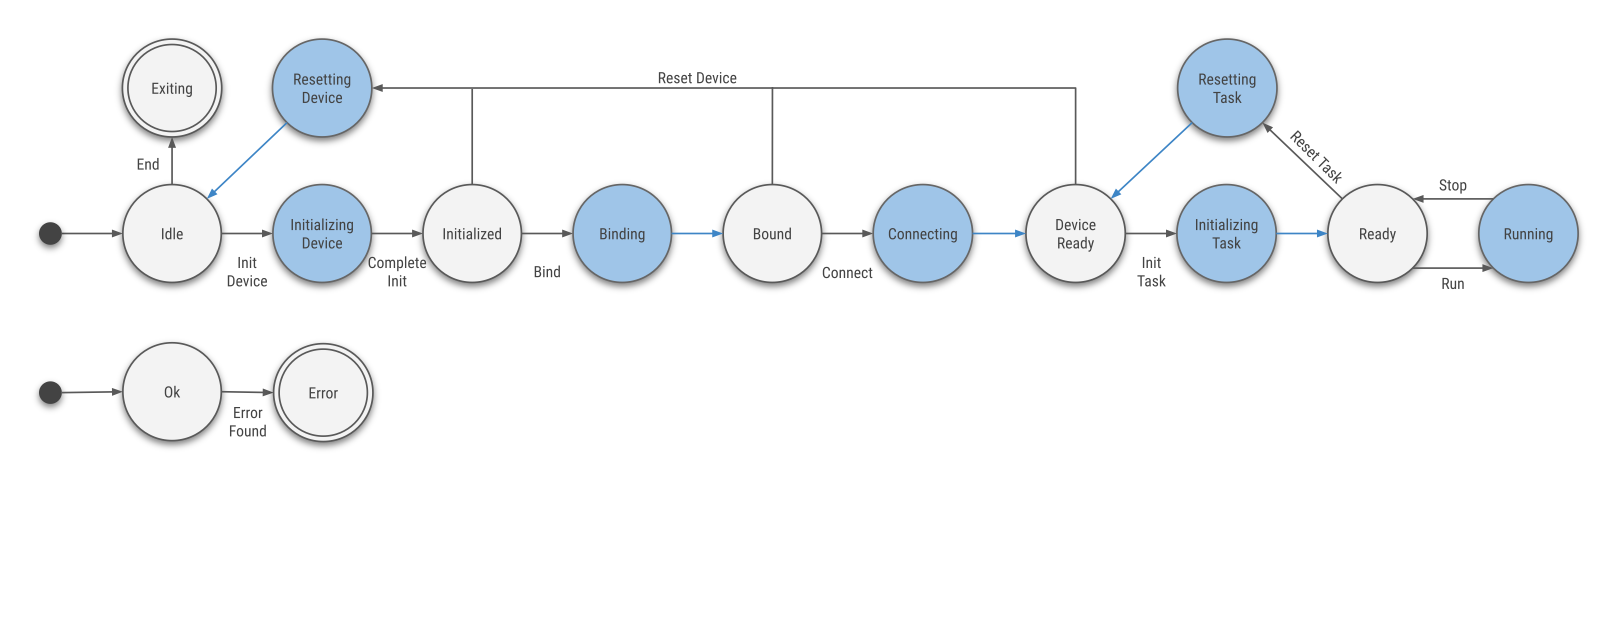 Exiting
Resetting
Device
Reset Device
Resetting
Task
End
Reset Task
Stop
Idle
Initializing
Device
Initialized
Binding
Bound
Connecting
Device
Ready
Initializing
Task
Ready
Running
Init
Device
Complete
Init
Bind
Connect
Init
Task
Run
Ok
Error
Error
Found